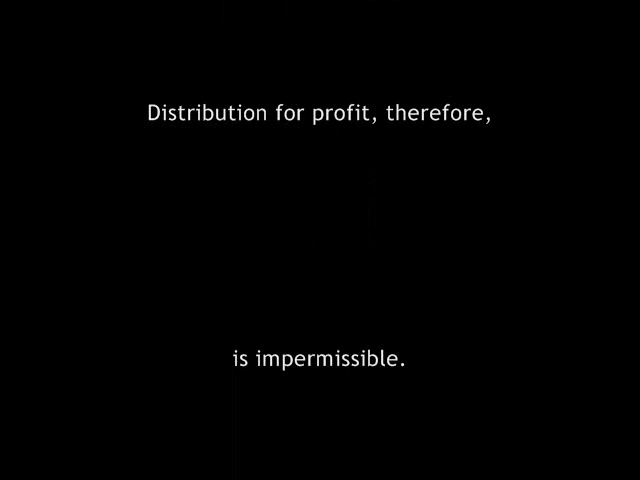 Distribution for profit, therefore,
is impermissible.